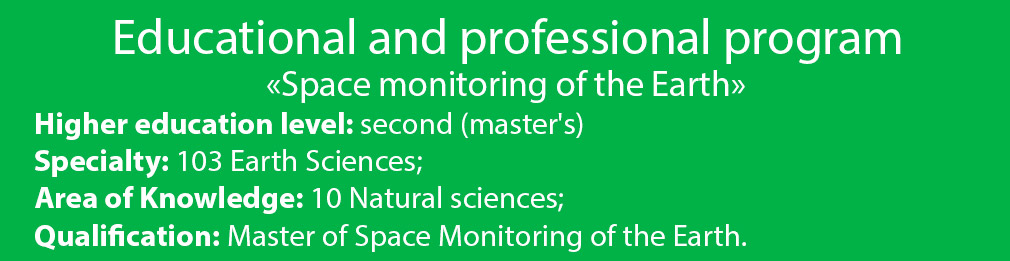 Educational and professional program
«Space monitoring of the Earth»
Higher education level: second (master's)
Specialty: 103 Earth Sciences;
Area of Knowledge: 10 Natural sciences;
Qualification: Master of Space Monitoring of the Earth.